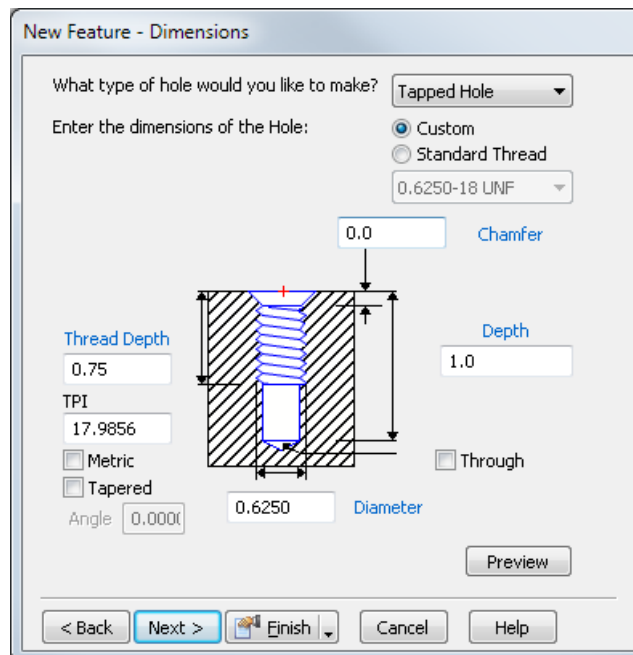 New Feature - Dimensions
What type of hole would you like to make? Tapped Hole
Enter the dimensions of the Hole: Custom
Standard Thread
0.6250-18 UNF
0.0 Chamfer
Thread Depth Depth
0.75 1.0
TPI
17.9856
Metric Through
Tapered
Angle 0.000 0.6250 Diameter
Preview
< Back Next > Finish Cancel Help